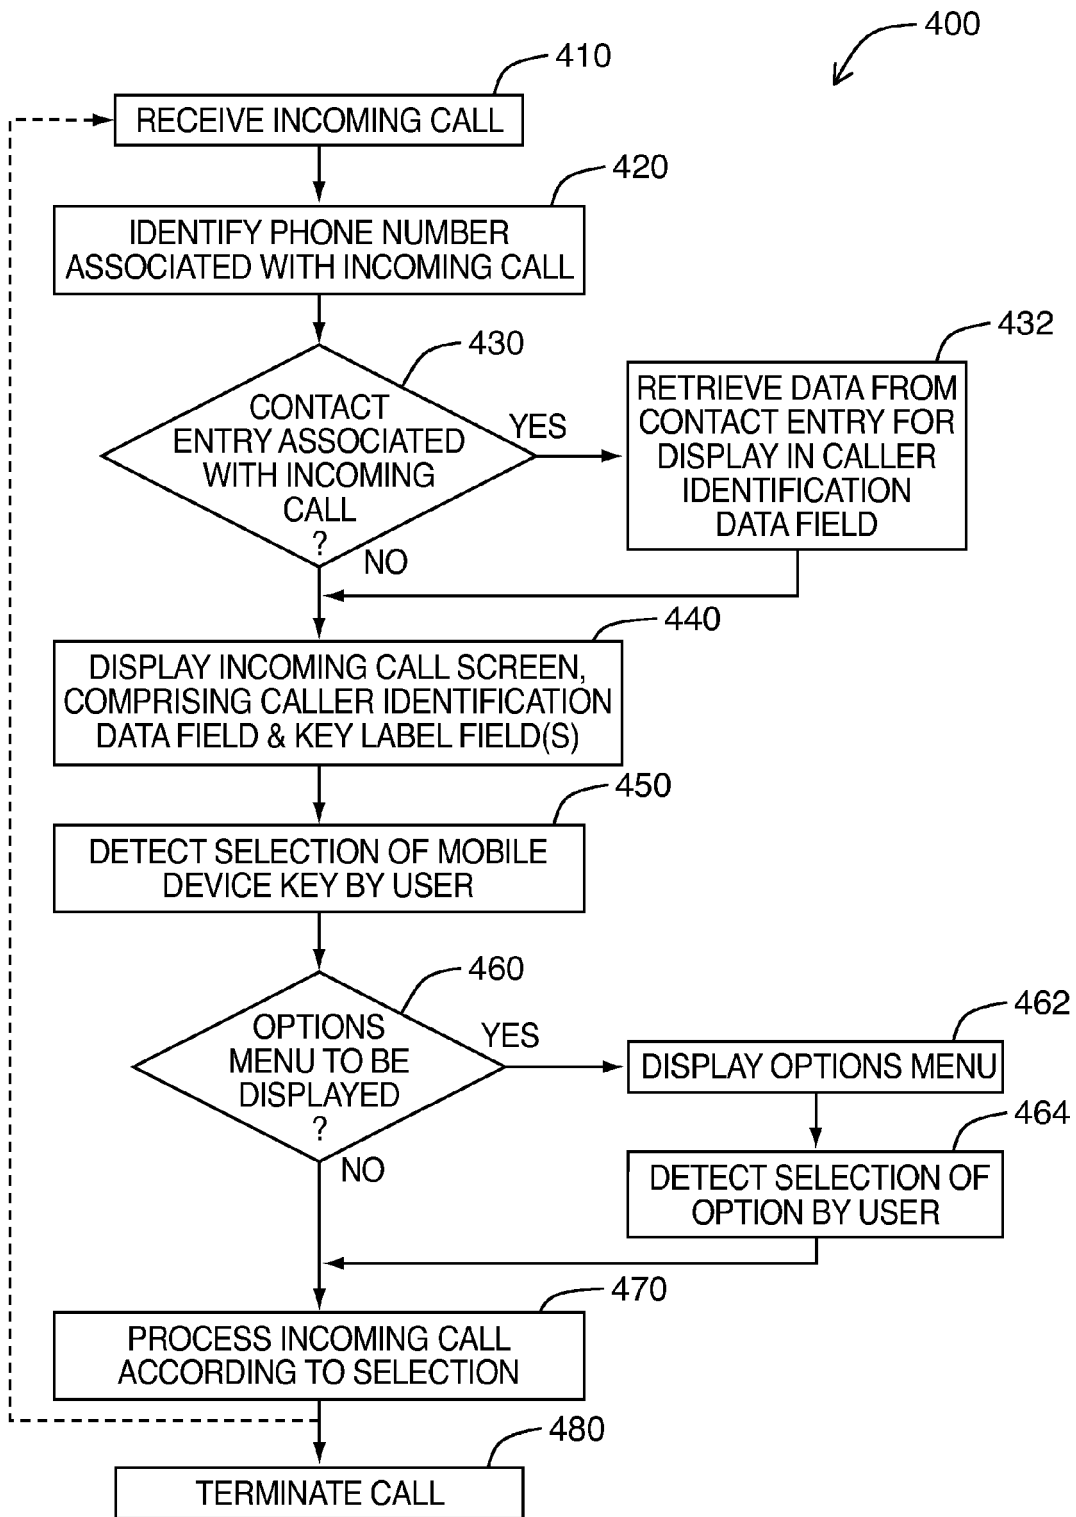 400
410
RECEIVE INCOMING CALL
420
IDENTIFY PHONE NUMBER
ASSOCIATED WITH INCOMING CALL
430
CONTACT
ENTRY ASSOCIATED
WITH INCOMING
CALL
?
YES
NO
432
RETRIEVE DATA FROM
CONTACT ENTRY FOR
DISPLAY IN CALLER
IDENTIFICATION
DATA FIELD
440
DISPLAY INCOMING CALL SCREEN,
COMPRISING CALLER IDENTIFICATION
DATA FIELD & KEY LABEL FIELD(S)
450
DETECT SELECTION OF MOBILE
DEVICE KEY BY USER
460
OPTIONS
MENU TO BE
DISPLAYED
?
YES
NO
462
DISPLAY OPTIONS MENU
464
DETECT SELECTION OF
OPTION BY USER
470
PROCESS INCOMING CALL
ACCORDING TO SELECTION
480
TERMINATE CALL